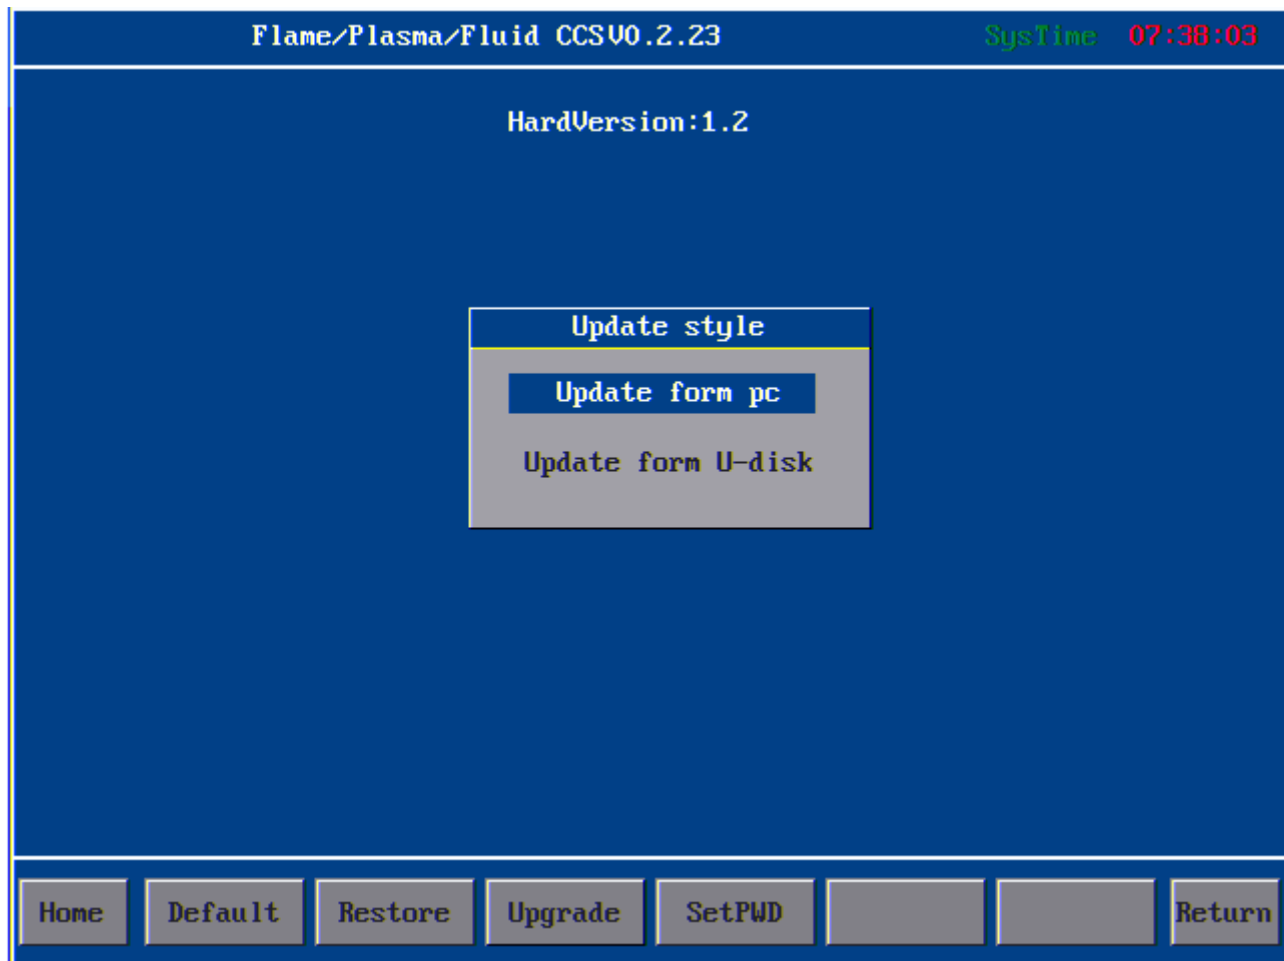 Flame/Plasma/Fluid CCSV0.2.23 SysTime 07:38:03
HardVersion:1.2
Update style
Update form pc
Update form U-disk
Home Default Restore Upgrade SetPWD Return